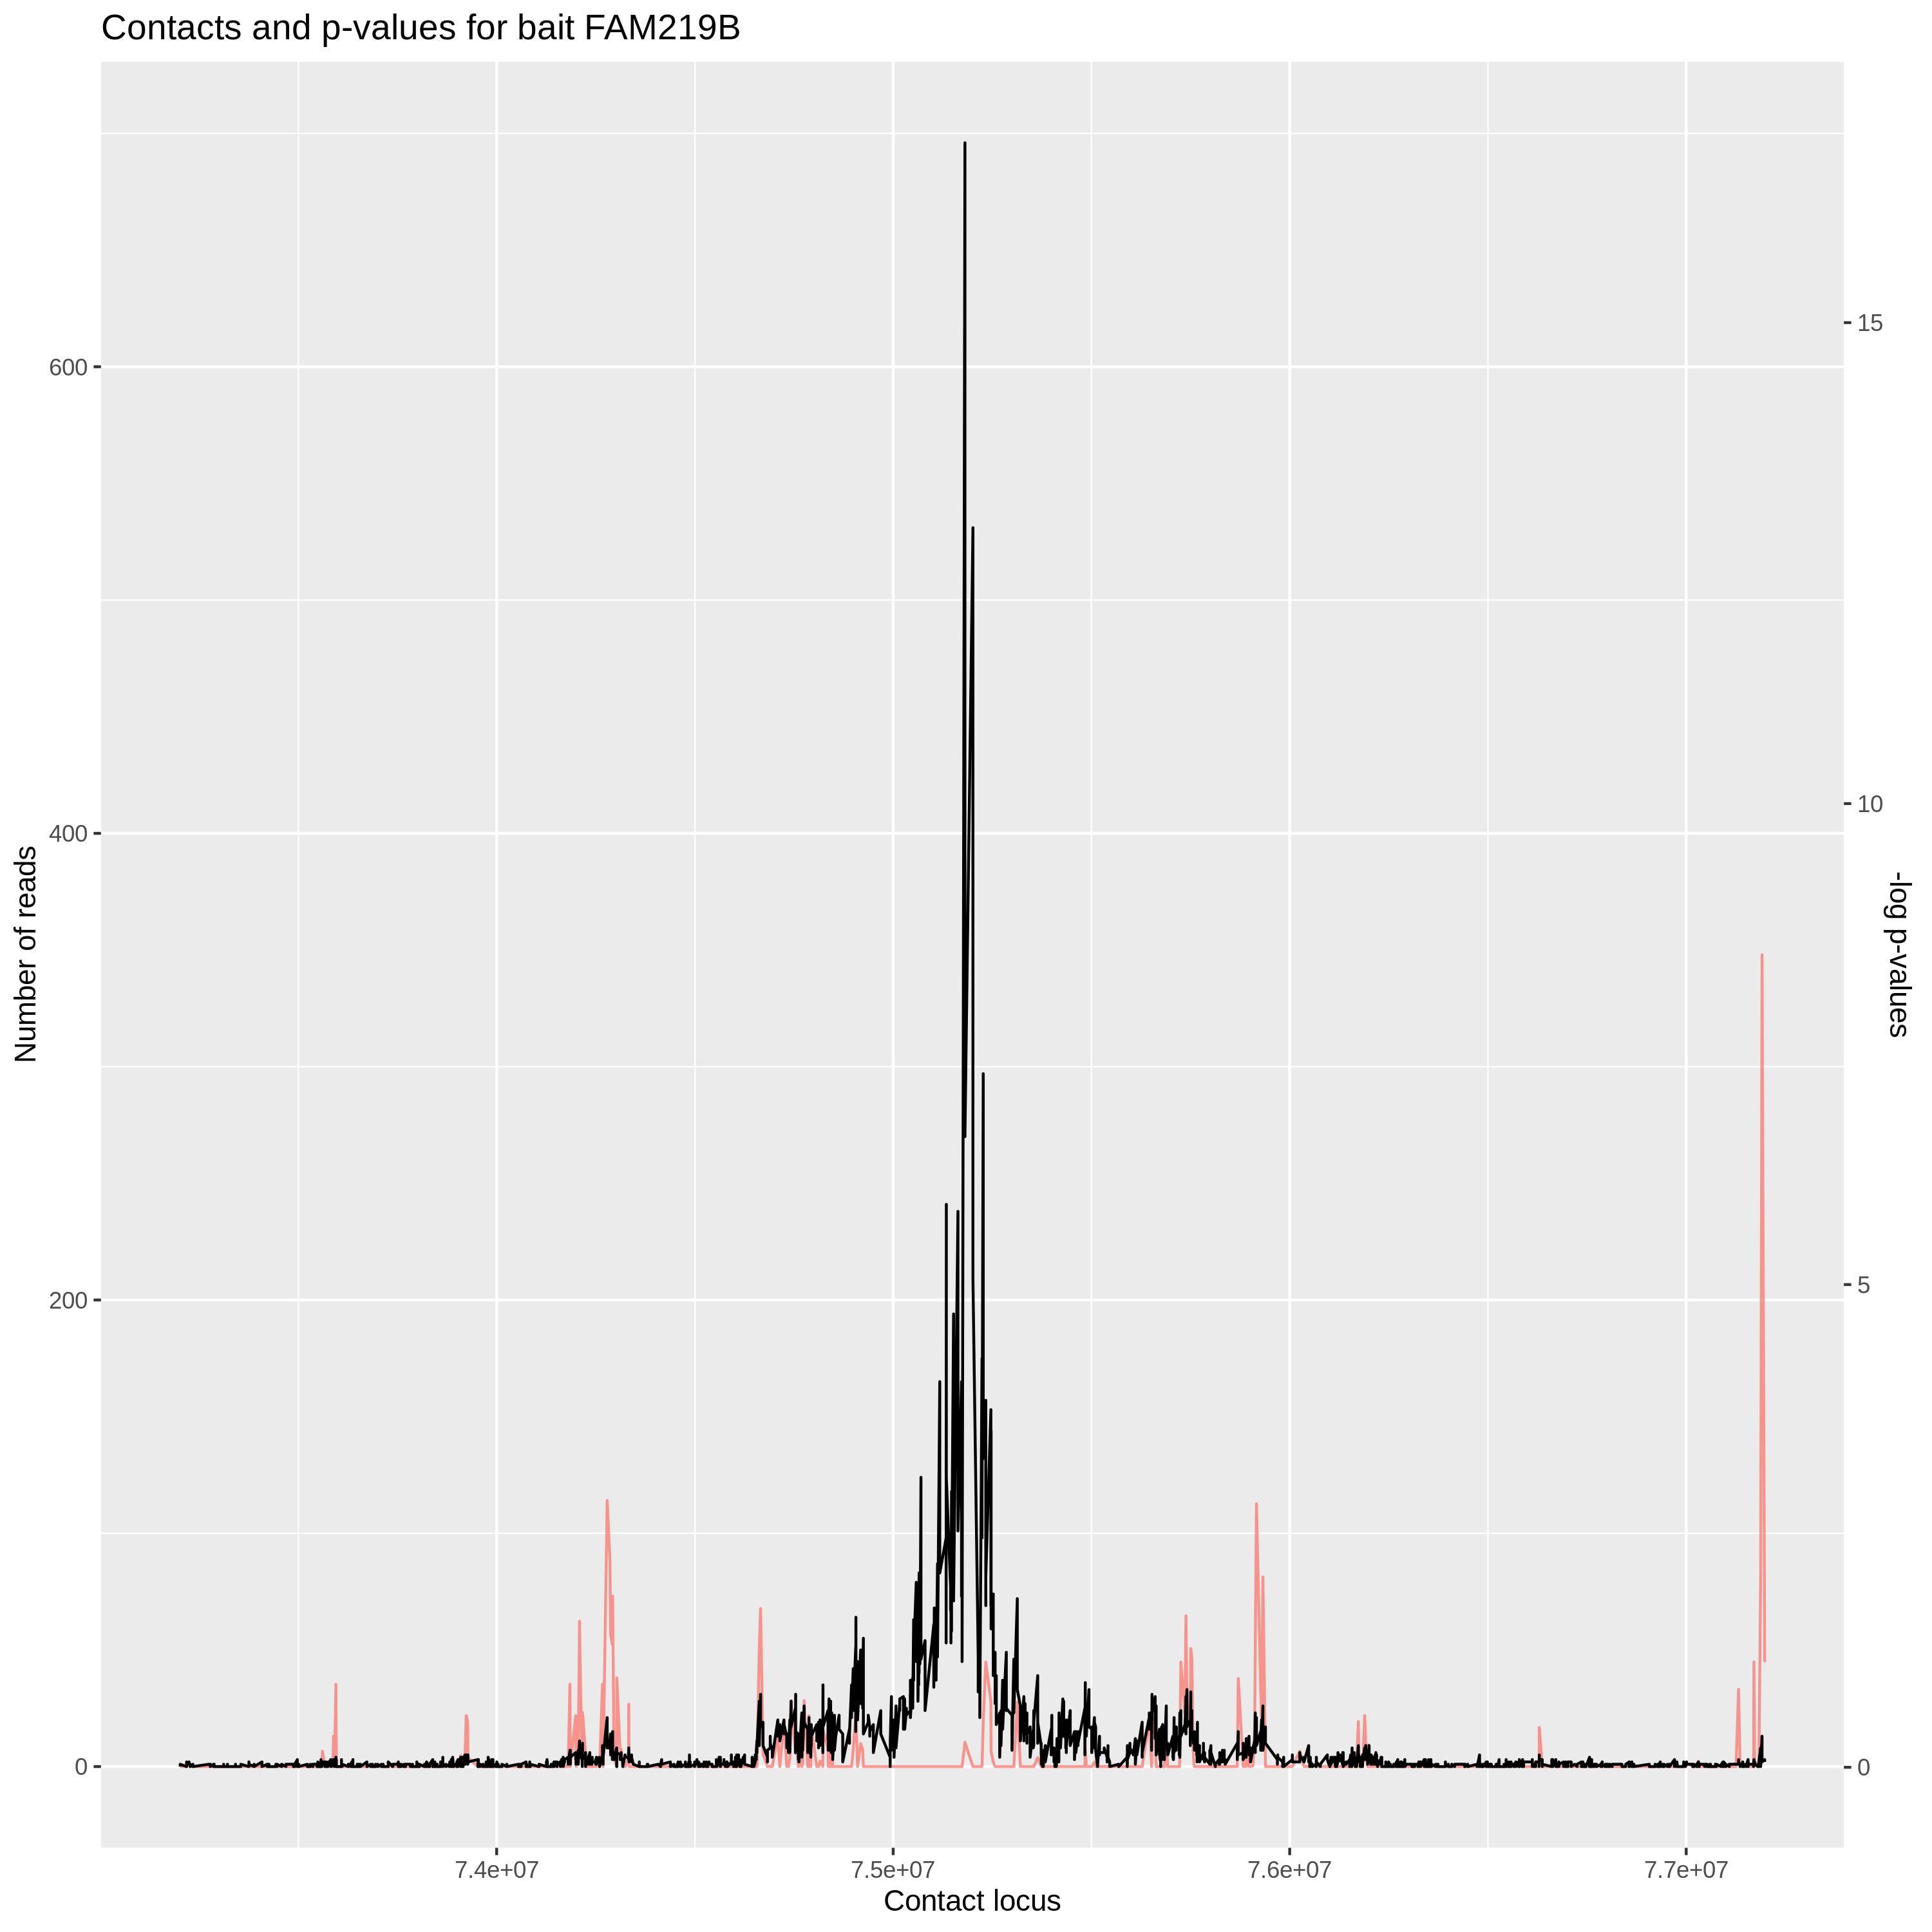 Contacts and p-values for bait FAM219B
600
400
200
0
15
10
5
0
Number of reads
-log p-values
7.4e+07 7.5e+07 7.6e+07 7.7e+07
Contact locus